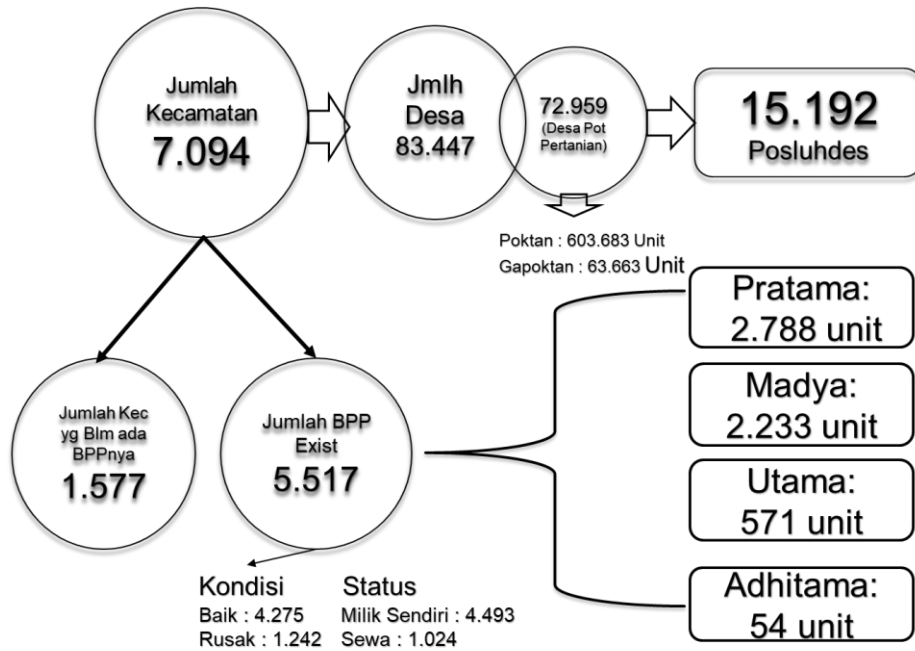 Jumlah
Kecamatan
7.094
Jmlh
Desa
83.447
72.959
(Desa Pot
Pertanian)
15.192
Posluhdes
Poktan : 603.683 Unit
Gapoktan : 63.663 Unit
Jumlah Kec
yg Blm ada
BPPnya
1.577
Jumlah BPP
Exist
5.517
Kondisi
Baik : 4.275
Rusak : 1.242
Status
Milik Sendiri : 4.493
Sewa : 1.024
Pratama:
2.788 unit
Madya:
2.233 unit
Utama:
571 unit
Adhitama:
54 unit